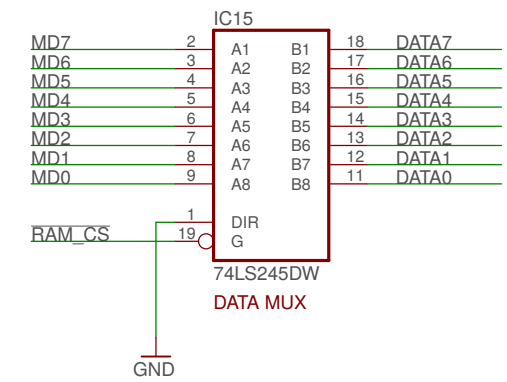 IC15
MD7 2 A1 B1 18 DATA7
MD6 3 A2 B2 17 DATA6
MD5 4 A3 B3 16 DATA5
MD4 5 A4 B4 15 DATA4
MD3 6 A5 B5 14 DATA3
MD2 7 A6 B6 13 DATA2
MD1 8 A7 B7 12 DATA1
MD0 9 A8 B8 11 DATA0
1 DIR
RAM_CS 19 G
74LS245DW
DATA MUX
GND